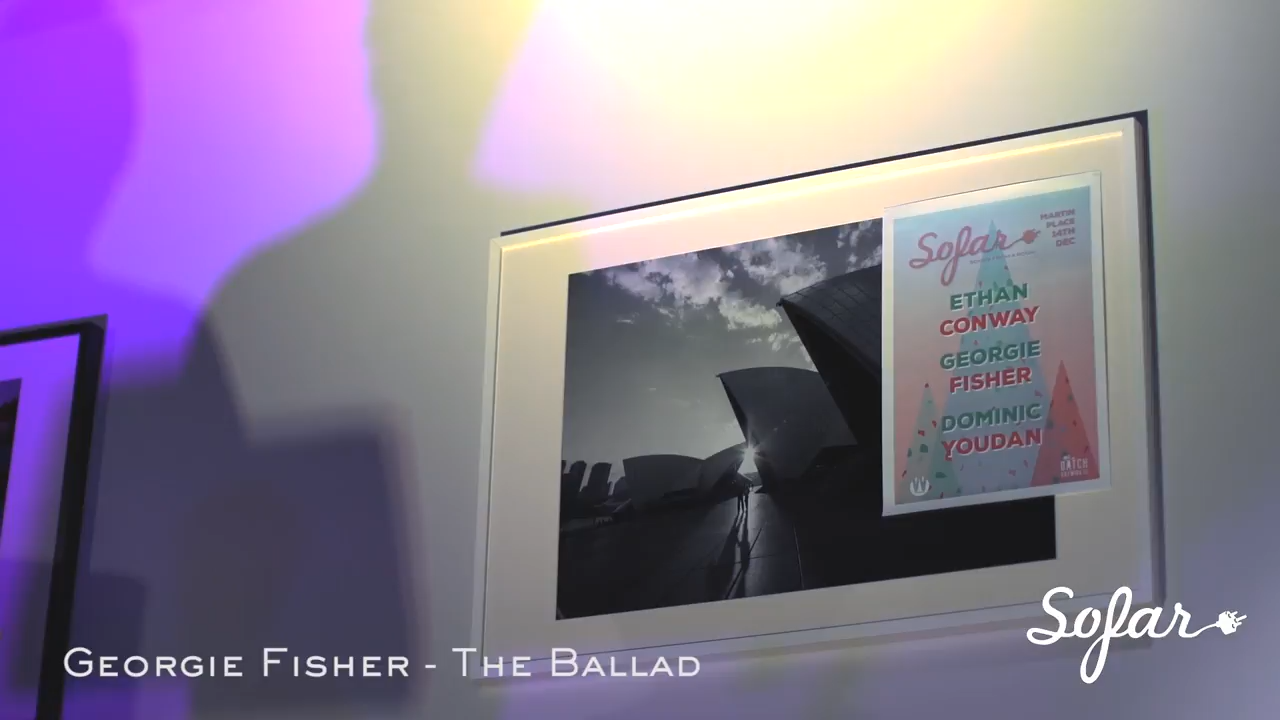 Sofar
MARTIN
PLACE
14TH
DEC
ETHAN
CONWAY
GEORGIE
FISHER
DOMINIC
YOUDAN
BATCH
W
Sofar
GEORGIE FISHER - THE BALLAD